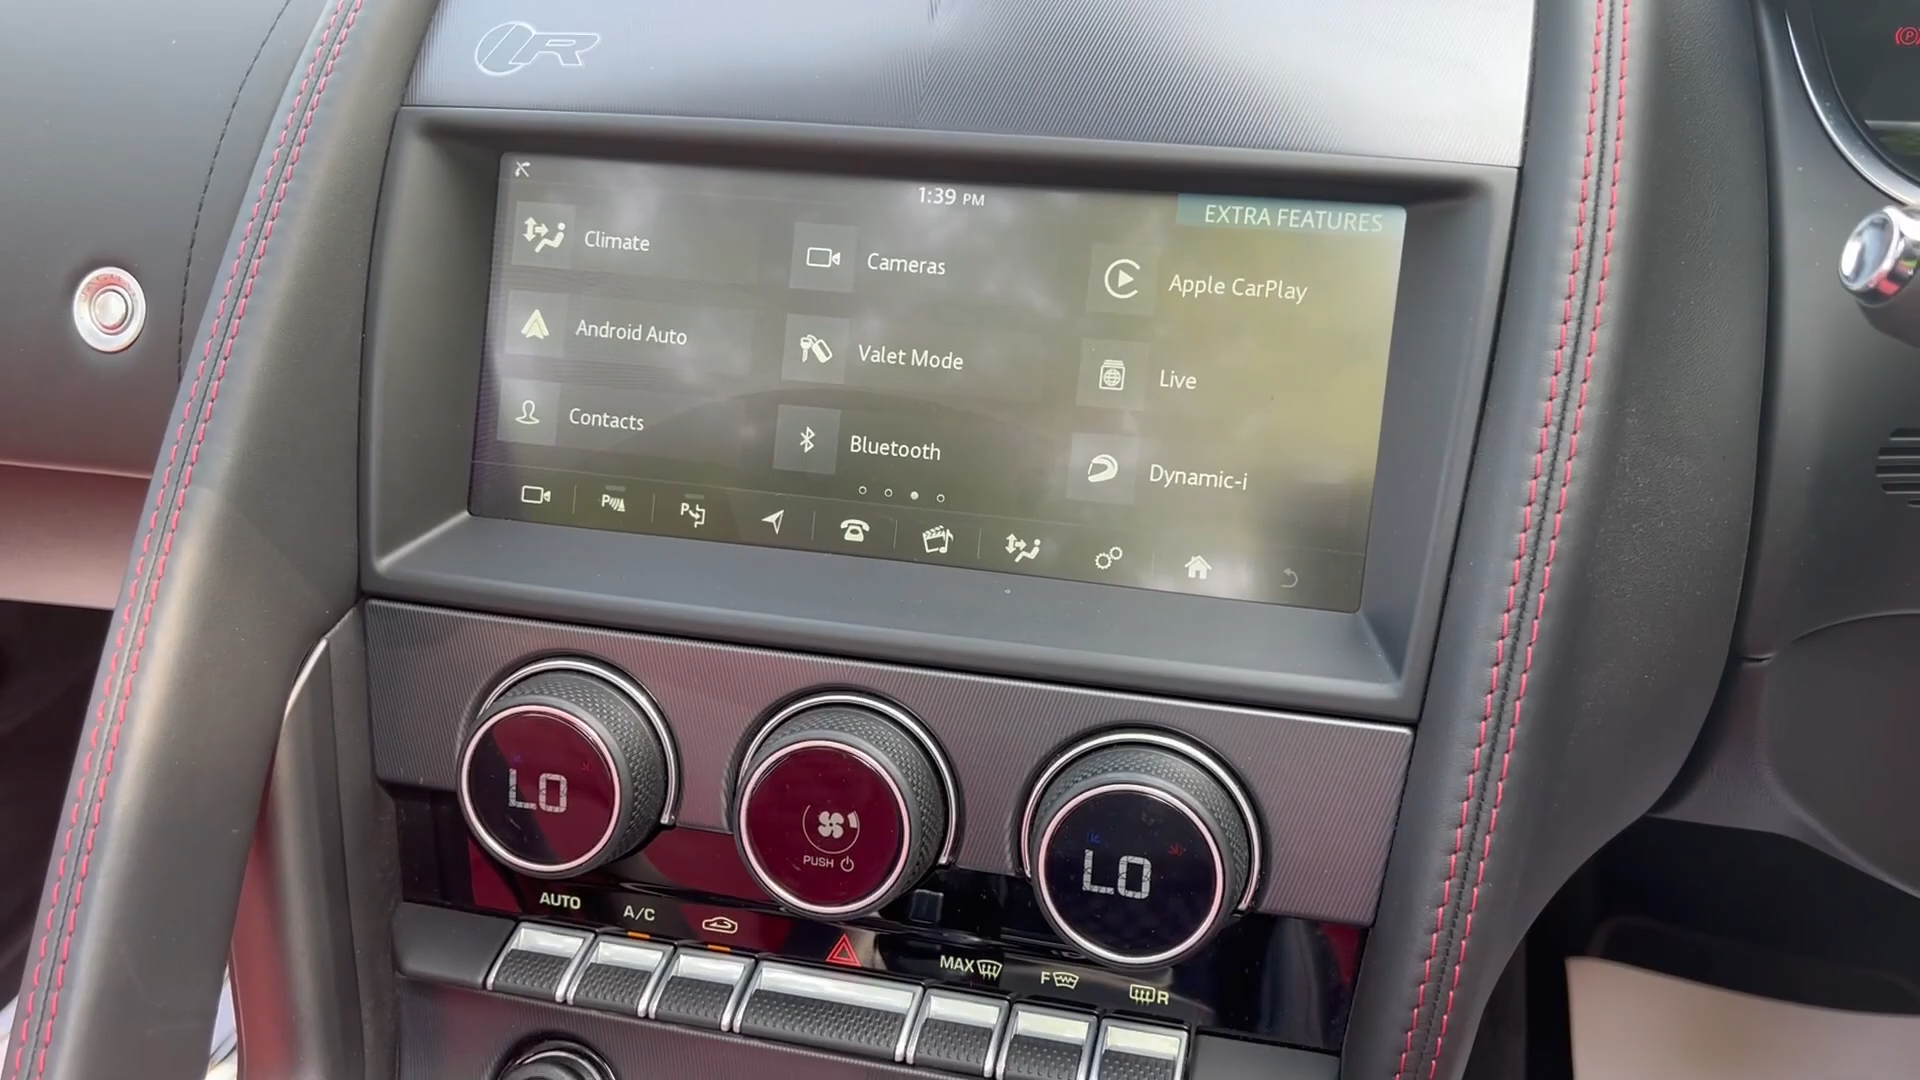 R
1:39 PM
EXTRA FEATURES
Climate
Cameras
Apple CarPlay
Android Auto
Valet Mode
Live
Contacts
Bluetooth
Dynamic-i
P
P
LO
PUSH
LO
AUTO
A/C
MAX
F
R